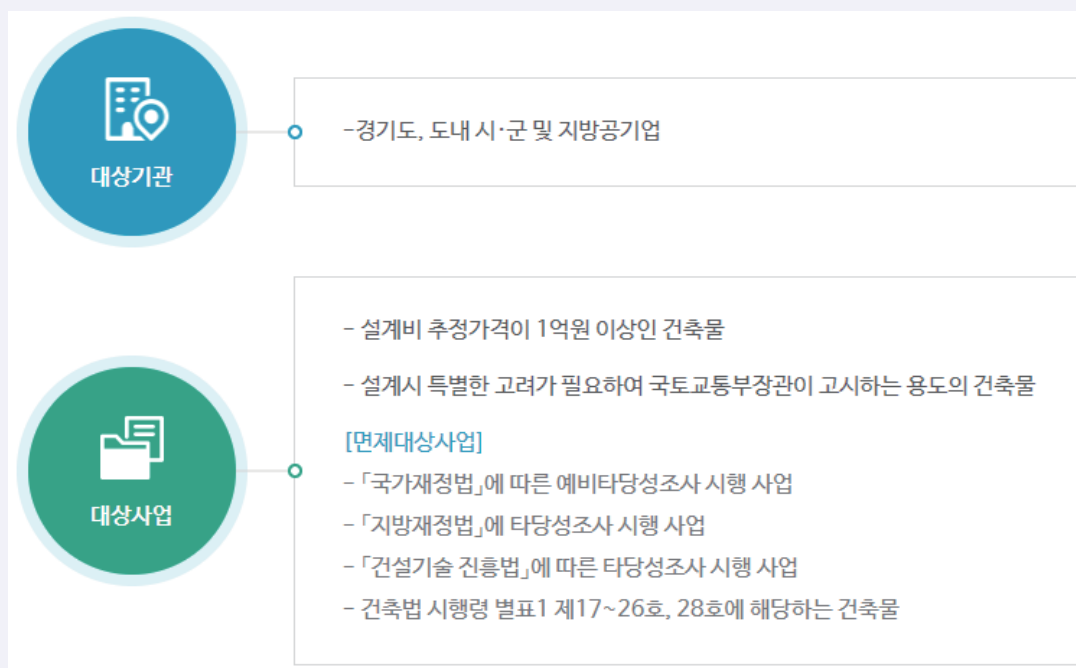 대상기관
-경기도, 도내 시·군 및 지방공기업
대상사업
- 설계비 추정가격이 1억원 이상인 건축물
- 설계시 특별한 고려가 필요하여 국토교통부장관이 고시하는 용도의 건축물
[면제대상사업]
- 「국가재정법」에 따른 예비타당성조사 시행 사업
- 「지방재정법」에 타당성조사 시행 사업
- 「건설기술 진흥법」에 따른 타당성조사 시행 사업
- 건축법 시행령 별표1 제17~26호, 28호에 해당하는 건축물